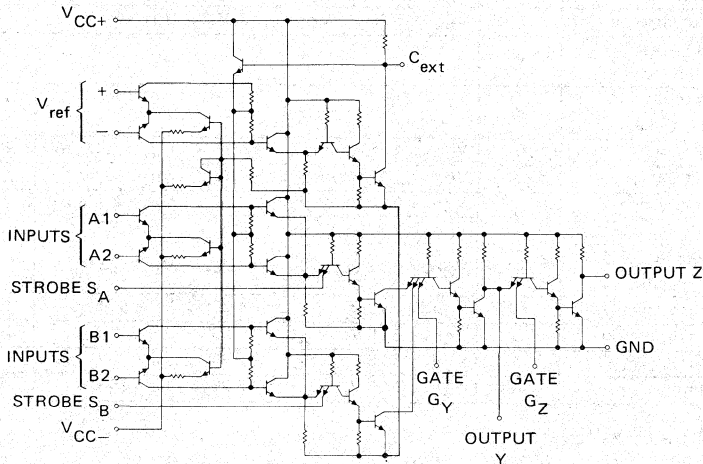 VCC+
Cext
Vref { +
−
INPUTS { A1
A2
STROBE SA
OUTPUT Z
INPUTS { B1
B2
GND
STROBE SB
GATE GY
GATE GZ
VCC−
OUTPUT Y